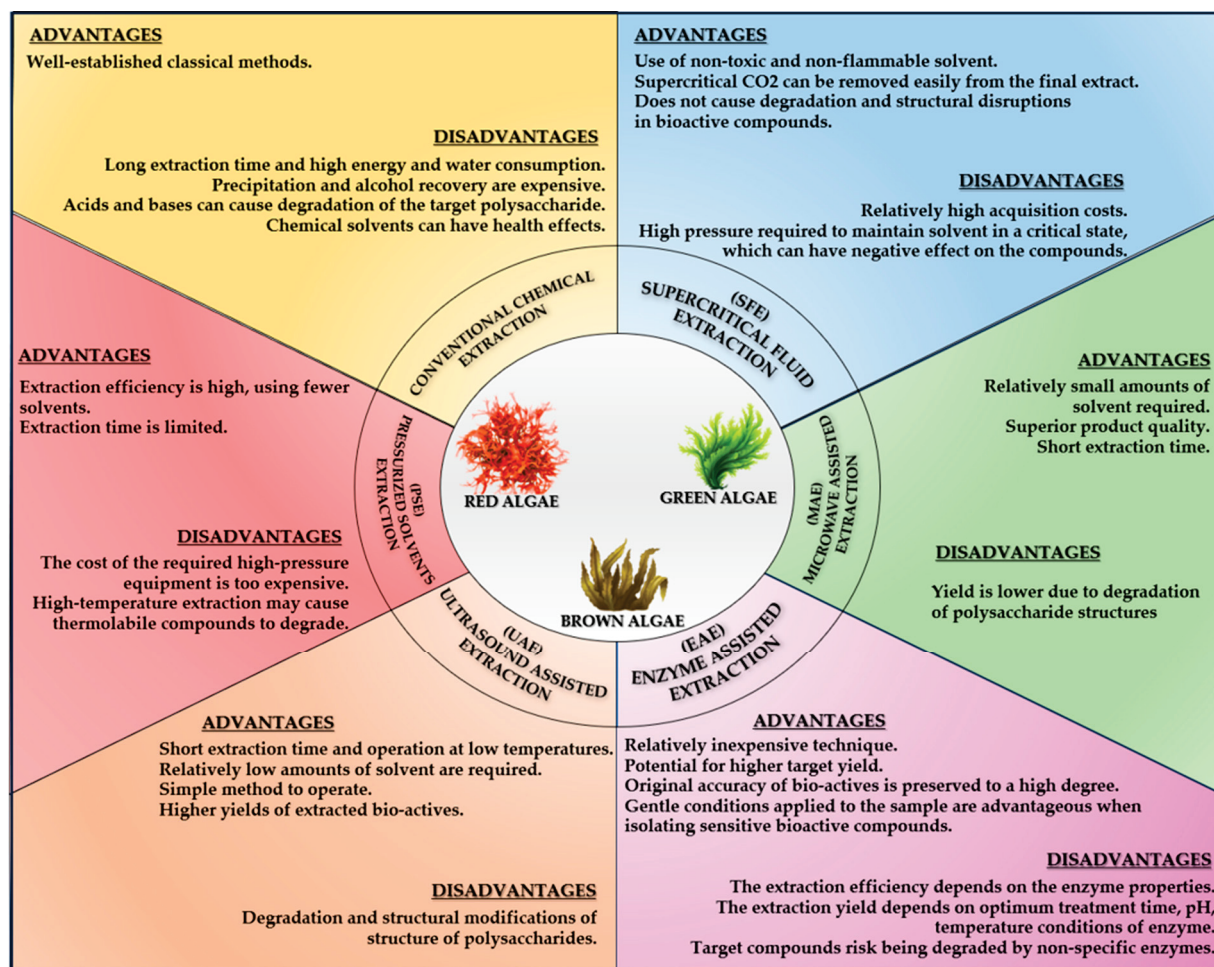 ADVANTAGES
Well-established classical methods.
DISADVANTAGES
Long extraction time and high energy and water consumption.
Precipitation and alcohol recovery are expensive.
Acids and bases can cause degradation of the target polysaccharide.
Chemical solvents can have health effects.
CONVENTIONAL CHEMICAL
EXTRACTION
ADVANTAGES
Use of non-toxic and non-flammable solvent.
Supercritical CO2 can be removed easily from the final extract.
Does not cause degradation and structural disruptions
in bioactive compounds.
DISADVANTAGES
Relatively high acquisition costs.
High pressure required to maintain solvent in a critical state,
which can have negative effect on the compounds.
(SFE)
SUPERCRITICAL FLUID
EXTRACTION
ADVANTAGES
Extraction efficiency is high, using fewer
solvents.
Extraction time is limited.
DISADVANTAGES
The cost of the required high-pressure
equipment is too expensive.
High-temperature extraction may cause
thermolabile compounds to degrade.
(PSE)
PRESSURIZED SOLVENTS
EXTRACTION
RED ALGAE
GREEN ALGAE
BROWN ALGAE
(MAE)
MICROWAVE ASSISTED
EXTRACTION
ADVANTAGES
Relatively small amounts of
solvent required.
Superior product quality.
Short extraction time.
DISADVANTAGES
Yield is lower due to degradation
of polysaccharide structures
(UAE)
ULTRASOUND ASSISTED
EXTRACTION
ADVANTAGES
Short extraction time and operation at low temperatures.
Relatively low amounts of solvent are required.
Simple method to operate.
Higher yields of extracted bio-actives.
DISADVANTAGES
Degradation and structural modifications of
structure of polysaccharides.
(EAE)
ENZYME ASSISTED
EXTRACTION
ADVANTAGES
Relatively inexpensive technique.
Potential for higher target yield.
Original accuracy of bio-actives is preserved to a high degree.
Gentle conditions applied to the sample are advantageous when
isolating sensitive bioactive compounds.
DISADVANTAGES
The extraction efficiency depends on the enzyme properties.
The extraction yield depends on optimum treatment time, pH,
temperature conditions of enzyme.
Target compounds risk being degraded by non-specific enzymes.